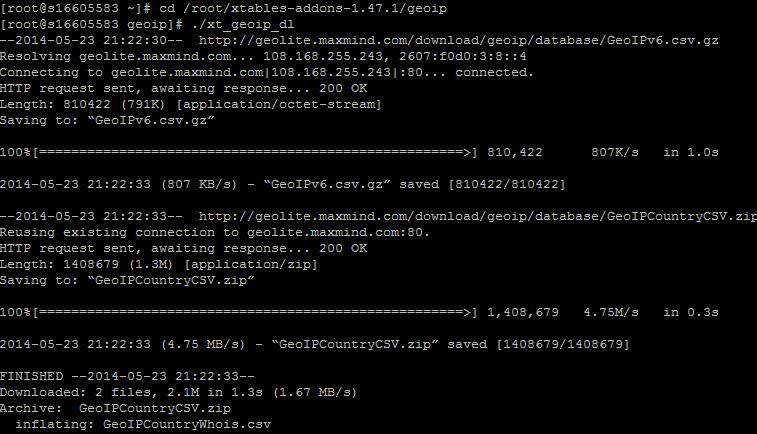 [root@s16605583 ~]# cd /root/xtables-addons-1.47.1/geoip
[root@s16605583 geoip]# ./xt_geoip_dl
--2014-05-23 21:22:30--  http://geolite.maxmind.com/download/geoip/database/GeoIPv6.csv.gz
Resolving geolite.maxmind.com... 108.168.255.243, 2607:f0d0:3:8::4
Connecting to geolite.maxmind.com|108.168.255.243|:80... connected.
HTTP request sent, awaiting response... 200 OK
Length: 810422 (791K) [application/octet-stream]
Saving to: “GeoIPv6.csv.gz”
100%[=====================================================>] 810,422      807K/s   in 1.0s
2014-05-23 21:22:33 (807 KB/s) - “GeoIPv6.csv.gz” saved [810422/810422]
--2014-05-23 21:22:33--  http://geolite.maxmind.com/download/geoip/database/GeoIPCountryCSV.zip
Reusing existing connection to geolite.maxmind.com:80.
HTTP request sent, awaiting response... 200 OK
Length: 1408679 (1.3M) [application/zip]
Saving to: “GeoIPCountryCSV.zip”
100%[=====================================================>] 1,408,679   4.75M/s   in 0.3s
2014-05-23 21:22:33 (4.75 MB/s) - “GeoIPCountryCSV.zip” saved [1408679/1408679]
FINISHED --2014-05-23 21:22:33--
Downloaded: 2 files, 2.1M in 1.3s (1.67 MB/s)
Archive:  GeoIPCountryCSV.zip
  inflating: GeoIPCountryWhois.csv